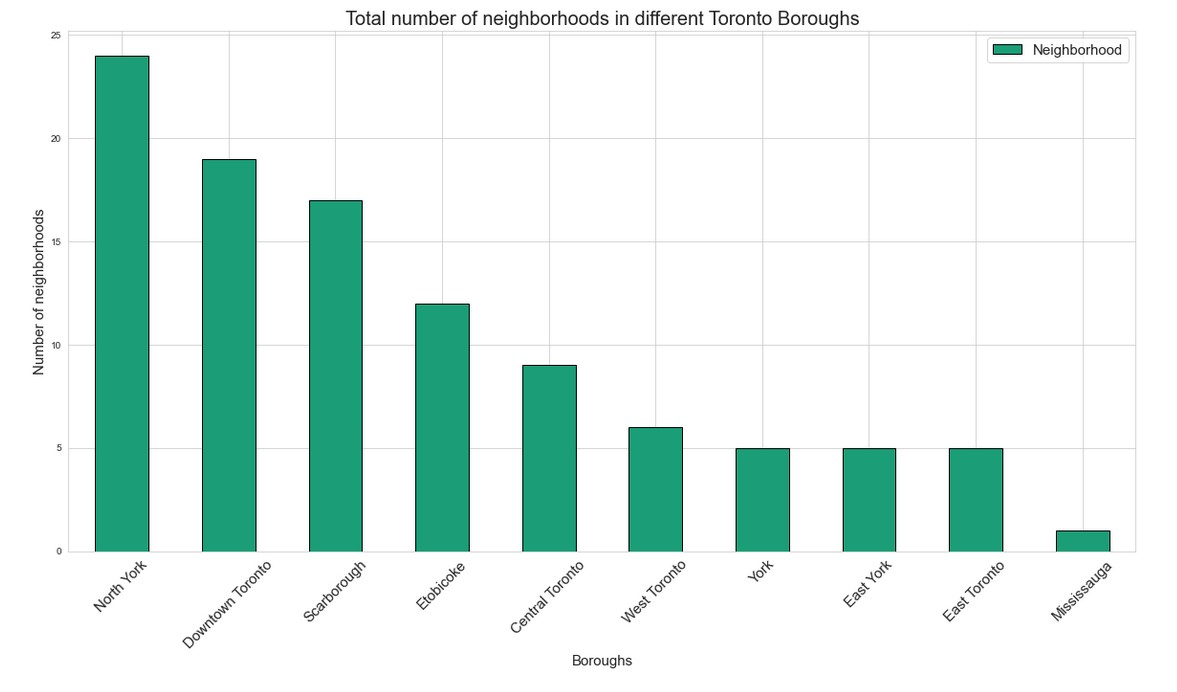 Total number of neighborhoods in different Toronto Boroughs
Neighborhood
Number of neighborhoods
25
20
15
10
5
0
North York
Downtown Toronto
Scarborough
Etobicoke
Central Toronto
West Toronto
York
East York
East Toronto
Mississauga
Boroughs